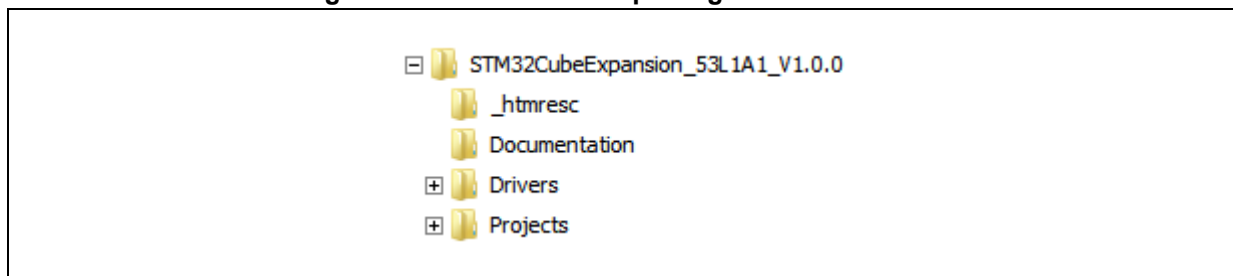 STM32CubeExpansion_53L1A1_V1.0.0
_htmresc
Documentation
Drivers
Projects